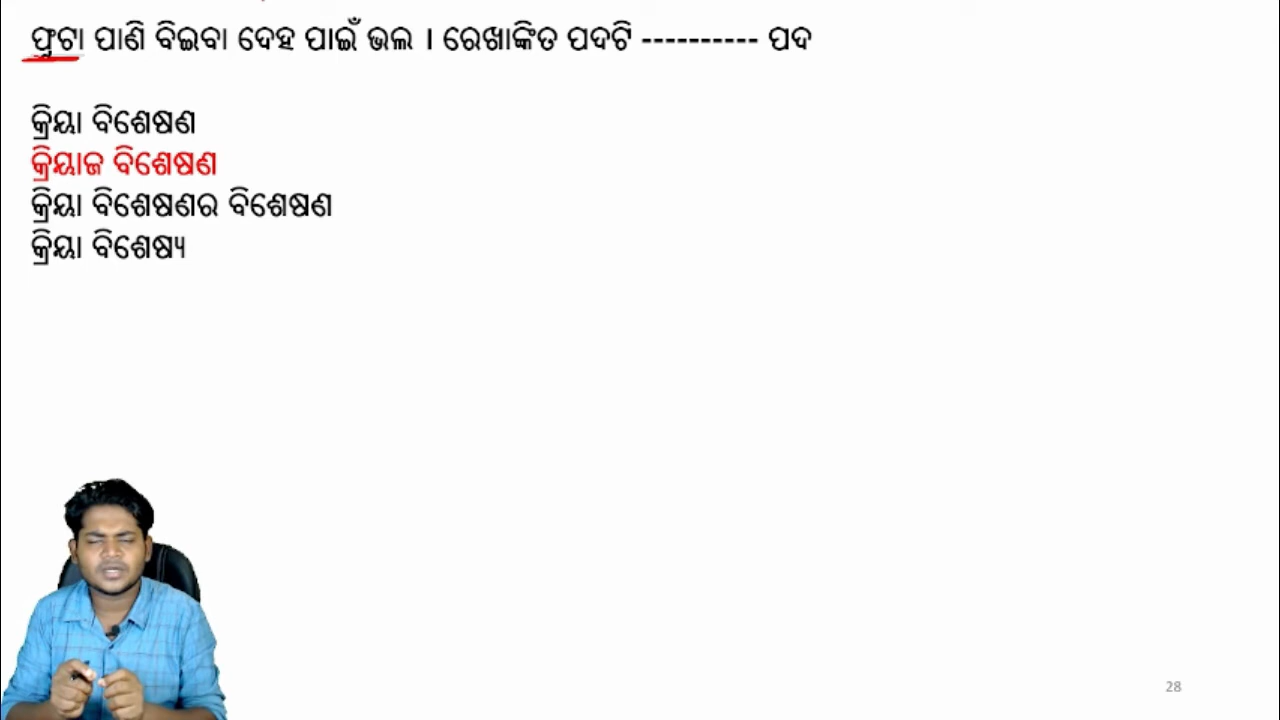 ଫୁଟା ପାଣି ବିଇବା ଦେହ ପାଇଁ ଭଲ । ରେଖାଙ୍କିତ ପଦଟି ---------- ପଦ
କ୍ରିୟା ବିଶେଷଣ
କ୍ରିୟାଜ ବିଶେଷଣ
କ୍ରିୟା ବିଶେଷଣର ବିଶେଷଣ
କ୍ରିୟା ବିଶେଷ୍ୟ
28